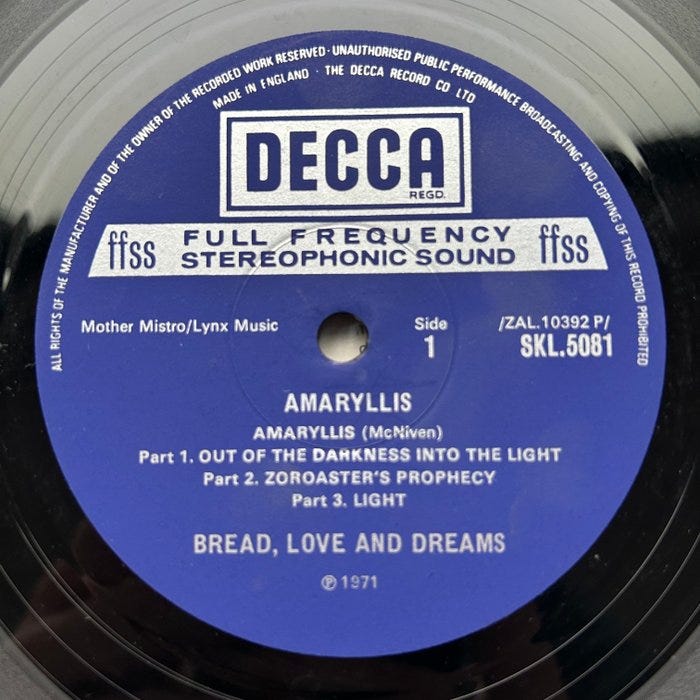 ALL RIGHTS OF THE MANUFACTURER AND OF THE OWNER OF THE RECORDED WORK RESERVED · UNAUTHORISED PUBLIC PERFORMANCE BROADCASTING AND COPYING OF THIS RECORD PROHIBITED
MADE IN ENGLAND · THE DECCA RECORD CO LTD
DECCA
REGD.
ffss FULL FREQUENCY ffss
STEREOPHONIC SOUND
Mother Mistro/Lynx Music Side /ZAL.10392 P/
1 SKL.5081
AMARYLLIS
AMARYLLIS (McNiven)
Part 1. OUT OF THE DARKNESS INTO THE LIGHT
Part 2. ZOROASTER'S PROPHECY
Part 3. LIGHT
BREAD, LOVE AND DREAMS
℗ 1971